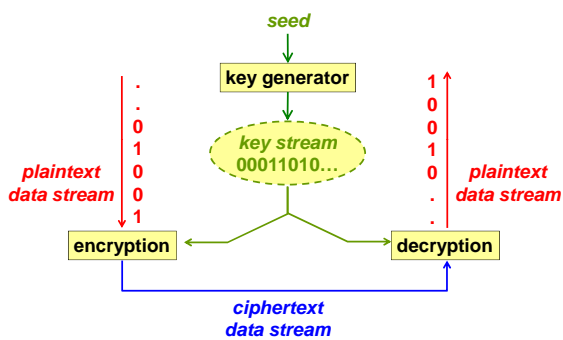 seed
key generator
key stream
00011010...
plaintext
data stream
.
.
0
1
0
0
1
1
0
0
1
0
.
.
plaintext
data stream
encryption
decryption
ciphertext
data stream